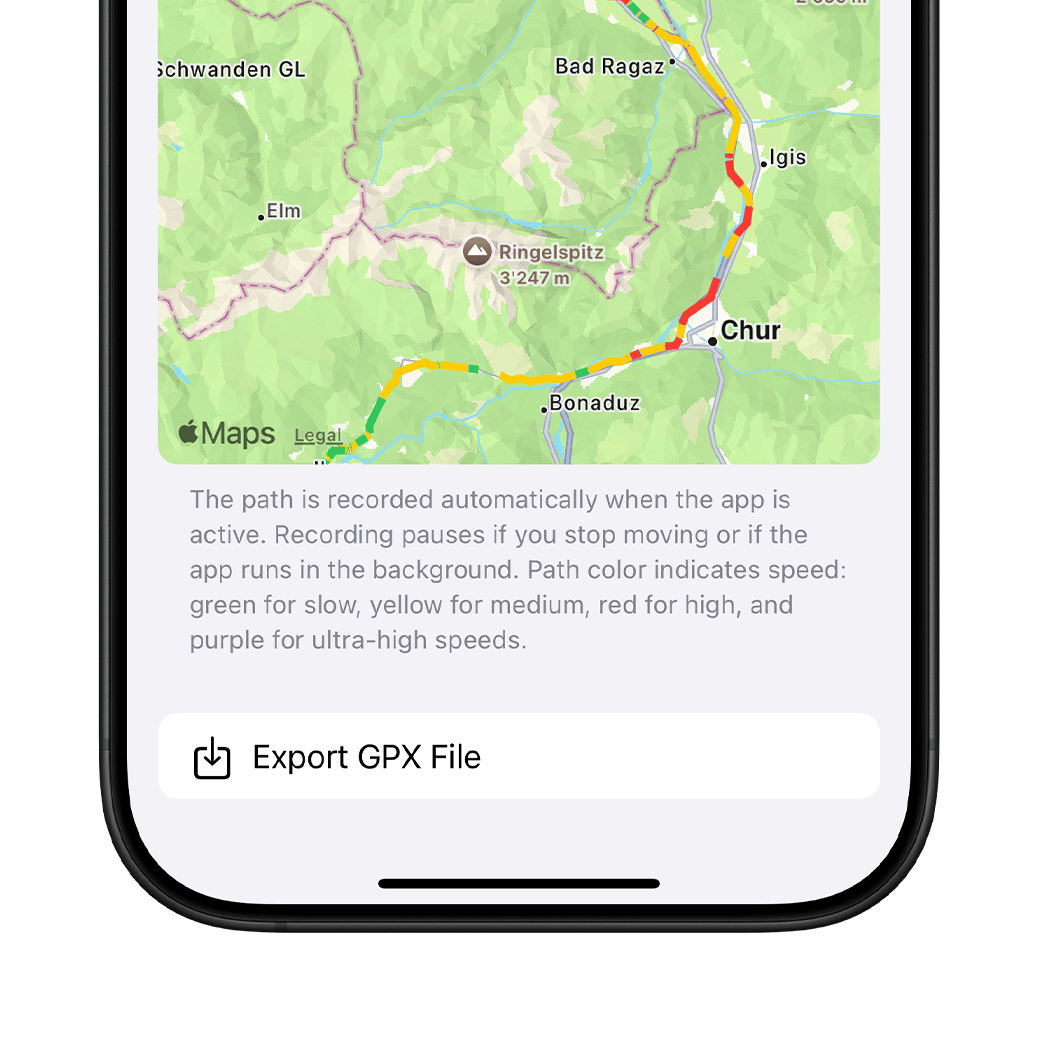 Schwanden GL
Bad Ragaz
Igis
Elm
Ringelspitz
3'247 m
Chur
Bonaduz
Maps Legal
The path is recorded automatically when the app is
active. Recording pauses if you stop moving or if the
app runs in the background. Path color indicates speed:
green for slow, yellow for medium, red for high, and
purple for ultra-high speeds.
Export GPX File